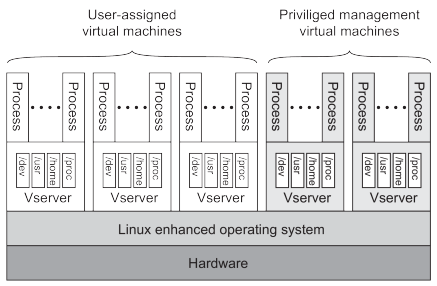 User-assigned
virtual machines
Priviliged management
virtual machines
Process
Process
Process
Process
Process
Process
Process
Process
Process
Process
/dev
/usr
/home
/proc
/dev
/usr
/home
/proc
/dev
/usr
/home
/proc
/dev
/usr
/home
/proc
/dev
/usr
/home
/proc
Vserver
Vserver
Vserver
Vserver
Vserver
Linux enhanced operating system
Hardware